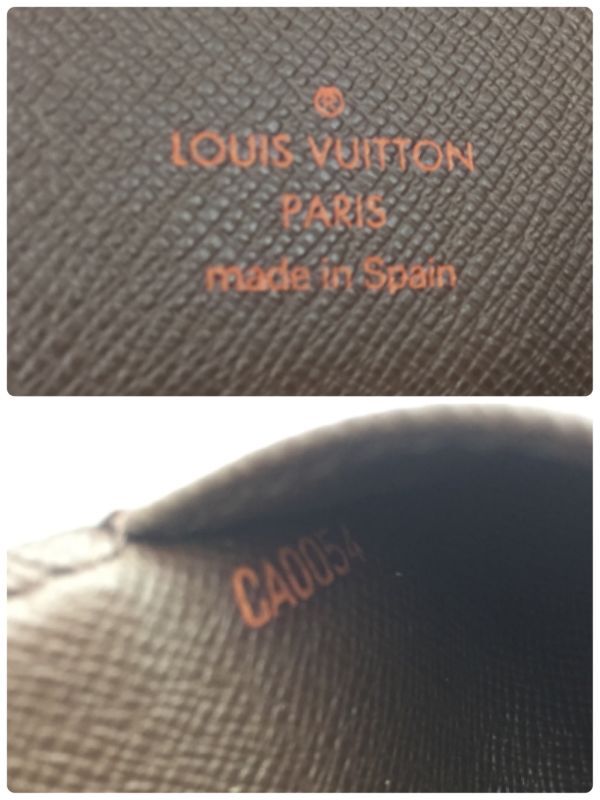 ®
LOUIS VUITTON
PARIS
made in Spain
CA0054